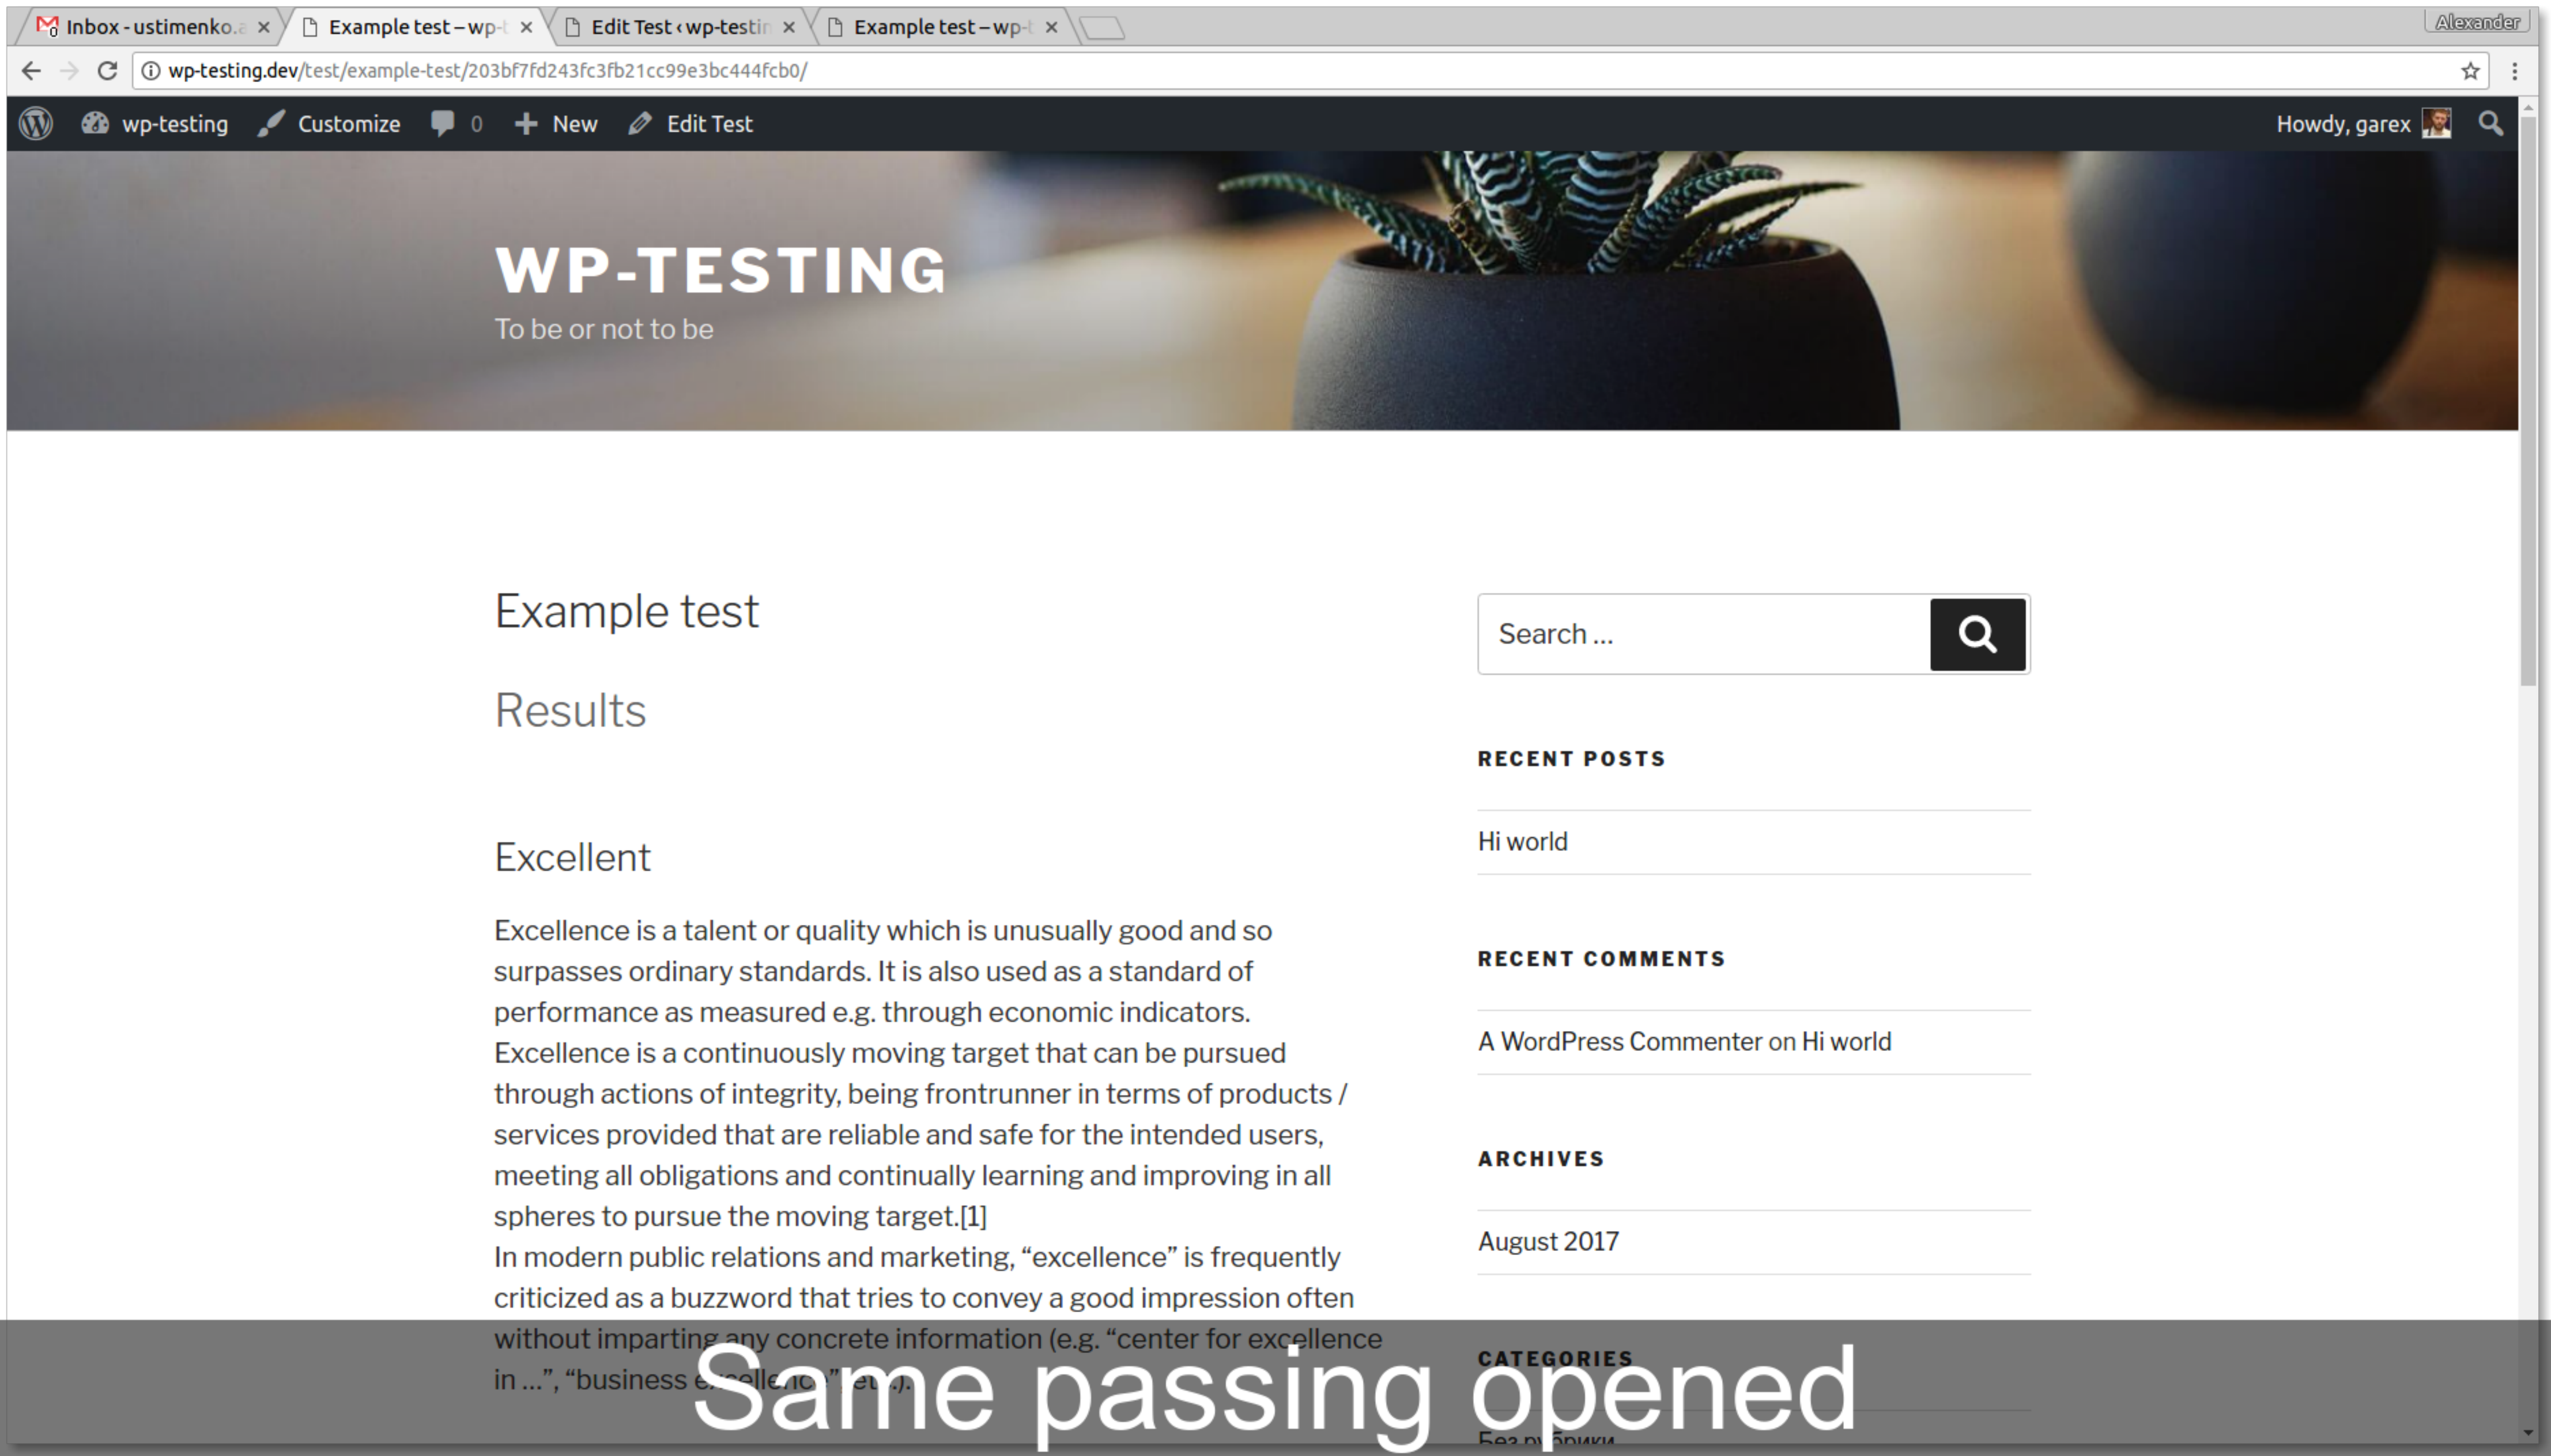 Inbox - ustimenko.a
Example test – wp-t
Edit Test ‹ wp-testin
Example test – wp-t
Alexander
wp-testing.dev/test/example-test/203bf7fd243fc3fb21cc99e3bc444fcb0/
wp-testing
Customize
0
New
Edit Test
Howdy, garex
WP-TESTING
To be or not to be
Example test
Results
Excellent
Excellence is a talent or quality which is unusually good and so
surpasses ordinary standards. It is also used as a standard of
performance as measured e.g. through economic indicators.
Excellence is a continuously moving target that can be pursued
through actions of integrity, being frontrunner in terms of products /
services provided that are reliable and safe for the intended users,
meeting all obligations and continually learning and improving in all
spheres to pursue the moving target.[1]
In modern public relations and marketing, “excellence” is frequently
criticized as a buzzword that tries to convey a good impression often
without imparting any concrete information (e.g. “center for excellence
in …”, “business excellence”, etc.).
Search …
RECENT POSTS
Hi world
RECENT COMMENTS
A WordPress Commenter on Hi world
ARCHIVES
August 2017
CATEGORIES
Без рубрики
Same passing opened